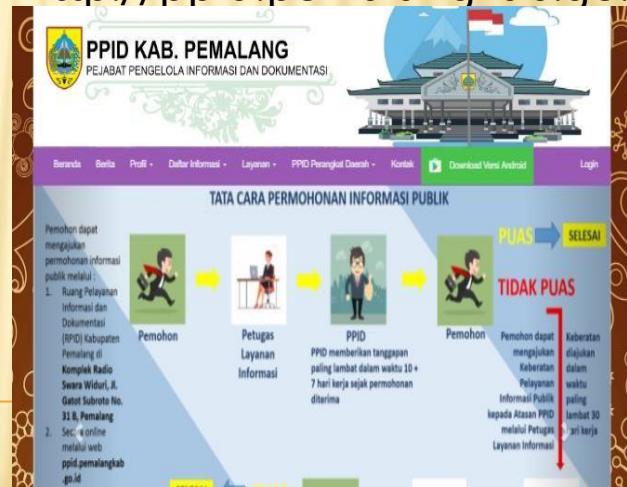 PPID KAB. PEMALANG
PEJABAT PENGELOLA INFORMASI DAN DOKUMENTASI
Beranda Berita Profil Daftar Informasi Layanan PPID Perangkat Daerah Kontak Download Versi Android Login
TATA CARA PERMOHONAN INFORMASI PUBLIK
Pemohon dapat
mengajukan
permohonan informasi
publik melalui :
1. Ruang Pelayanan
Informasi dan
Dokumentasi
(RPID) Kabupaten
Pemalang di
Komplek Radio
Swara Widuri, Jl.
Gatot Subroto No.
31 B, Pemalang
2. online
melalui web
ppid.pemalangkab
.go.id
Pemohon
Petugas
Layanan
Informasi
PPID
PPID memberikan tanggapan
paling lambat dalam waktu 10 +
7 hari kerja sejak permohonan
diterima
Pemohon
PUAS
SELESAI
TIDAK PUAS
Pemohon dapat
mengajukan
Keberatan
Pelayanan
Informasi Publik
kepada Atasan PPID
melalui Petugas
Layanan Informasi
Keberatan
diajukan
dalam
waktu
paling
lambat 30
hari kerja